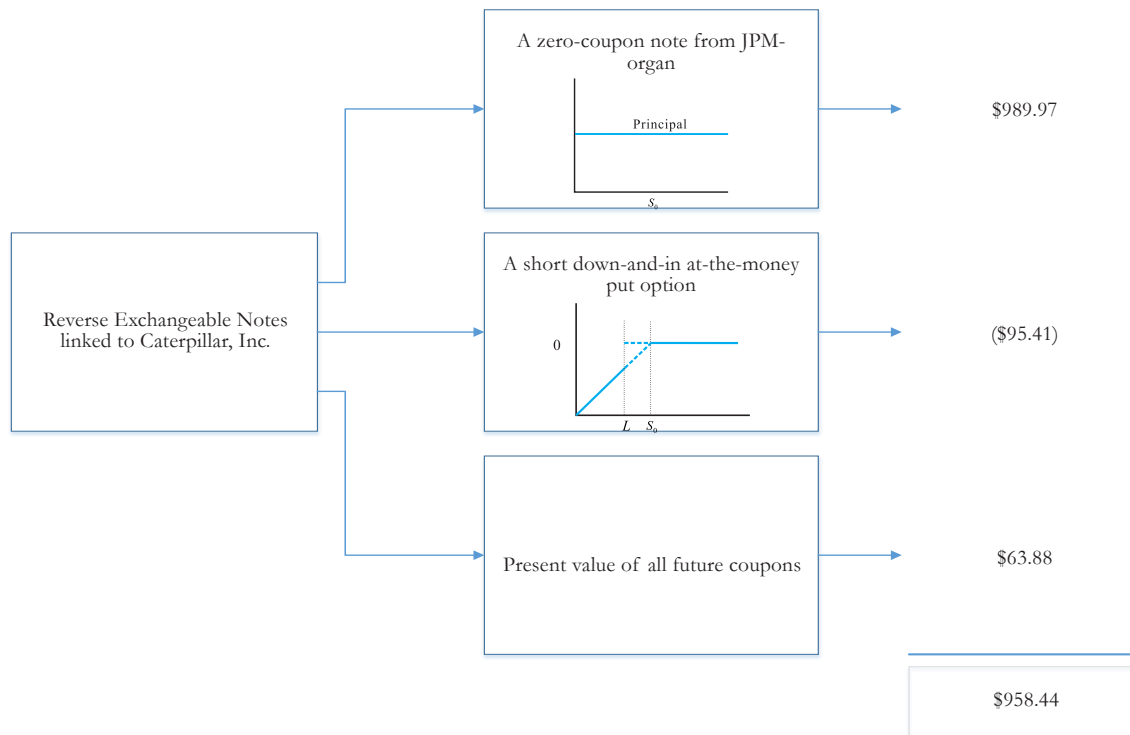 A zero-coupon note from JPM-
organ
Principal
S₀
$989.97
Reverse Exchangeable Notes
linked to Caterpillar, Inc.
A short down-and-in at-the-money
put option
0
L S₀
($95.41)
Present value of all future coupons
$63.88
$958.44